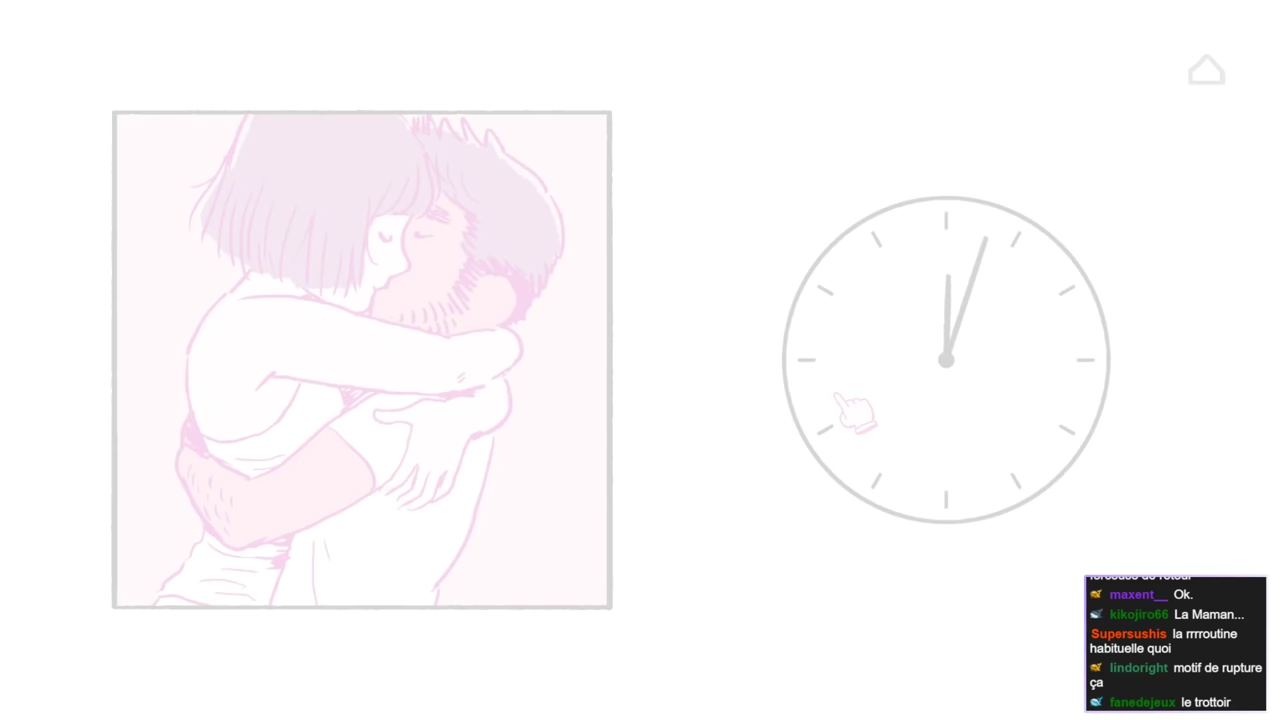 maxent__ Ok.
kikojiro66 La Maman...
Supersushis la rrrroutine
habituelle quoi
lindoright motif de rupture
ça
fanedejeux le trottoir